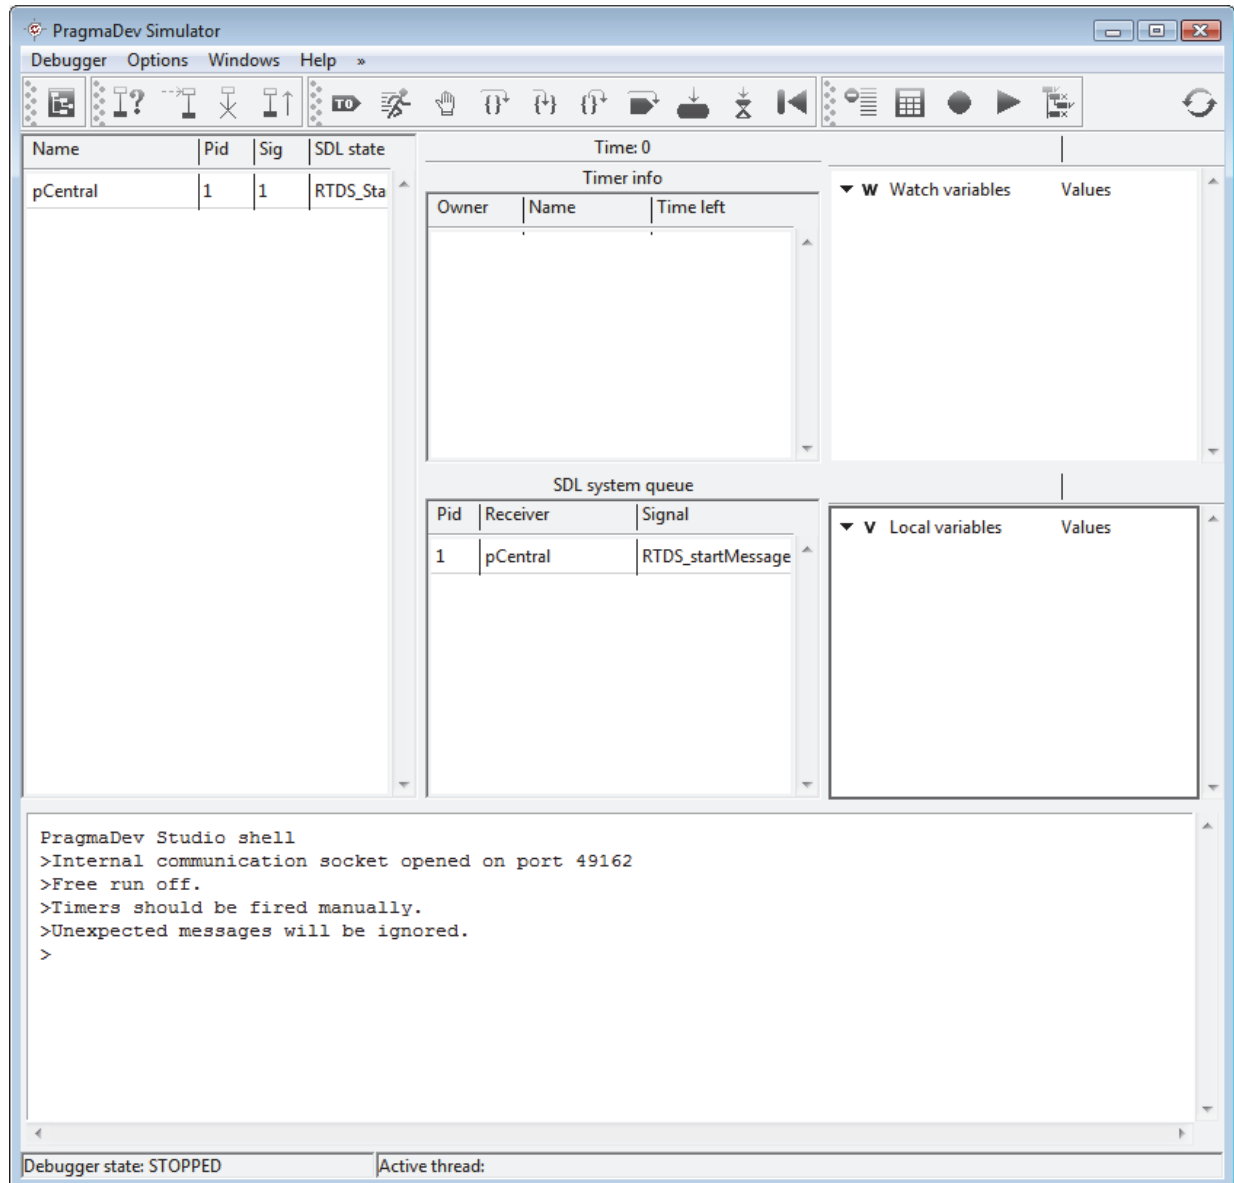 PragmaDev Simulator
Debugger Options Windows Help »
I? TO {} {} {}
Name Pid Sig SDL state
pCentral 1 1 RTDS_Sta
Time: 0
Timer info
Owner Name Time left
SDL system queue
Pid Receiver Signal
1 pCentral RTDS_startMessage
W Watch variables Values
V Local variables Values
PragmaDev Studio shell
>Internal communication socket opened on port 49162
>Free run off.
>Timers should be fired manually.
>Unexpected messages will be ignored.
>
Debugger state: STOPPED Active thread: